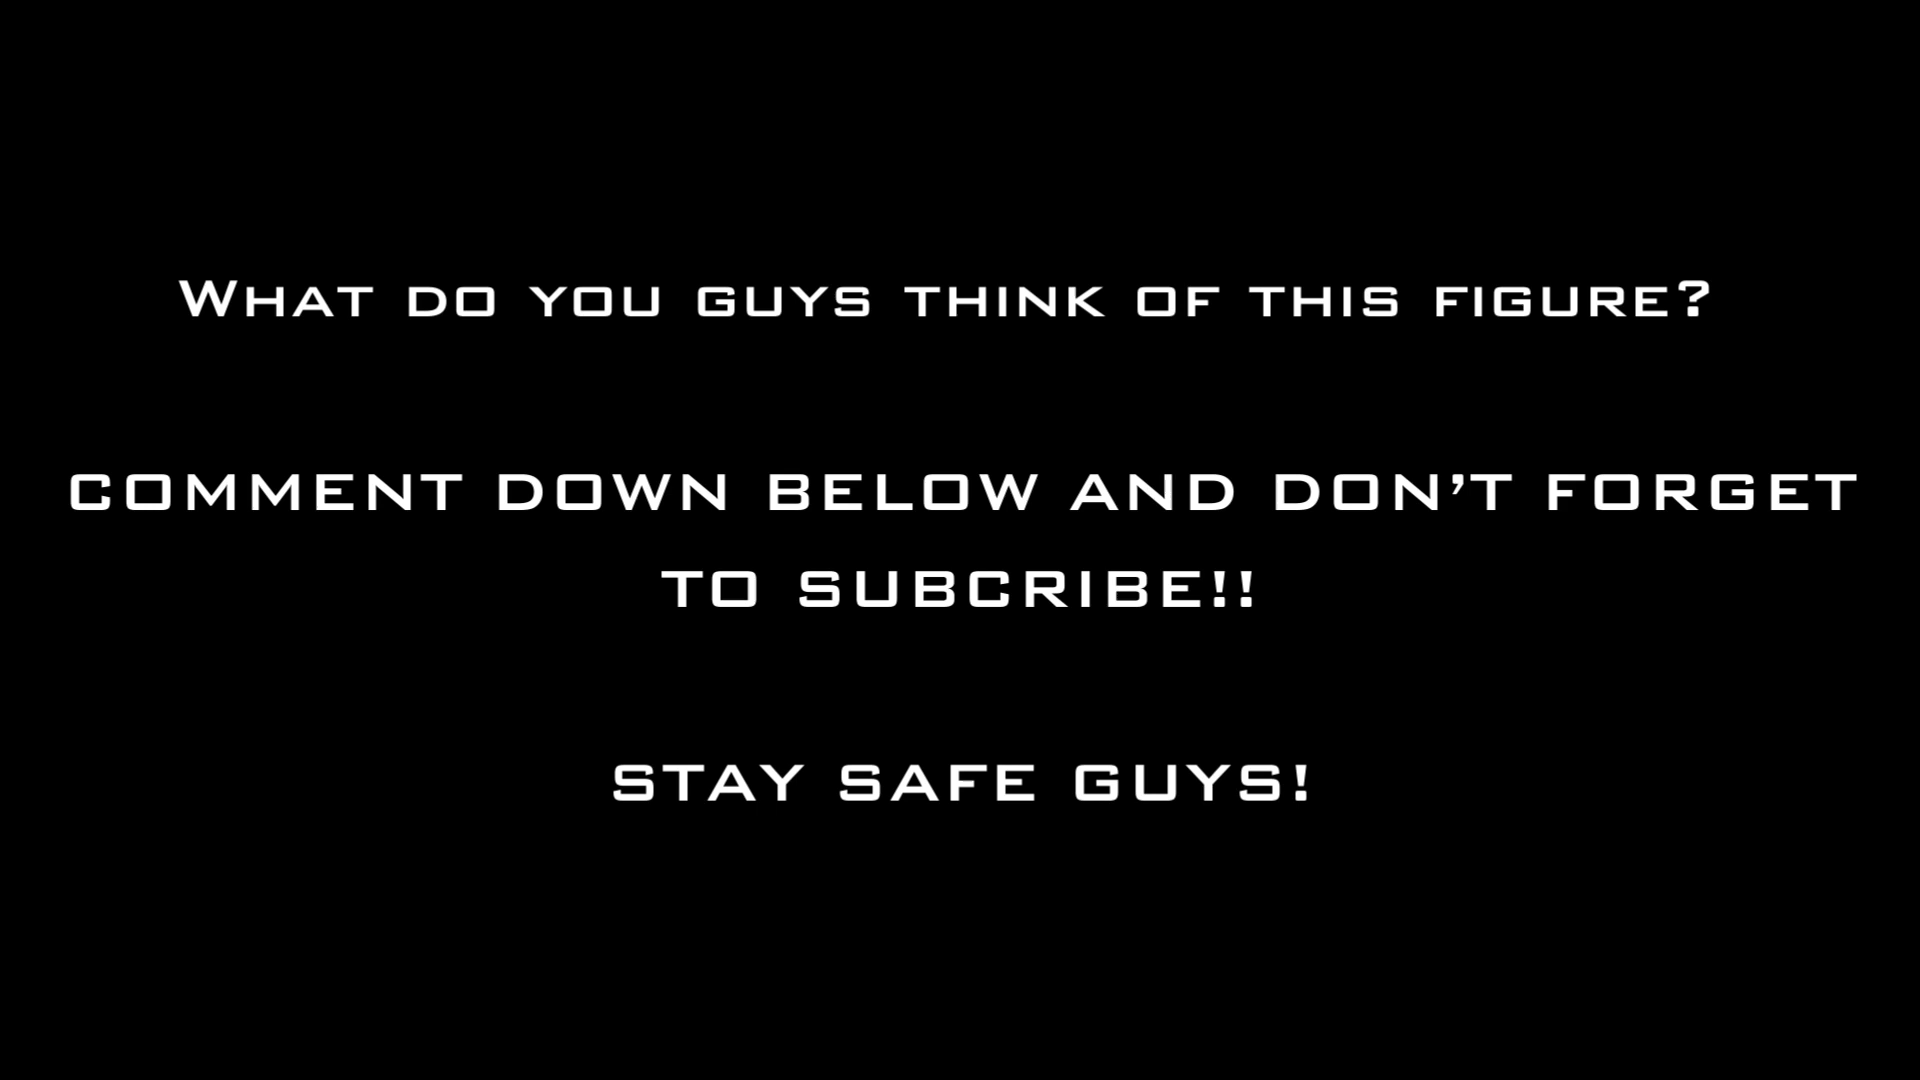 What do you guys think of this figure?
COMMENT DOWN BELOW AND DON'T FORGET
TO SUBCRIBE!!
STAY SAFE GUYS!